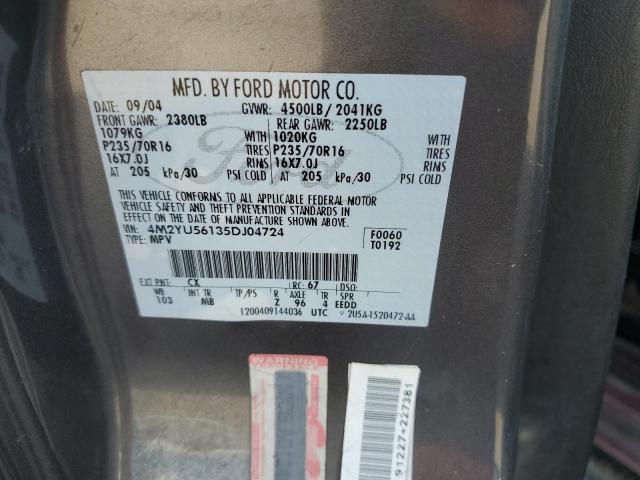 MFD. BY FORD MOTOR CO.
DATE: 09/04 GVWR: 4500LB/ 2041KG
FRONT GAWR: 2380LB REAR GAWR: 2250LB
1079KG WITH 1020KG WITH
P235/70R16 TIRES P235/70R16 TIRES
16X7.0J RIMS 16X7.0J RIMS
AT 205 kPa/30 PSI COLD AT 205 kPa/30 PSI COLD
THIS VEHICLE CONFORMS TO ALL APPLICABLE FEDERAL MOTOR
VEHICLE SAFETY AND THEFT PREVENTION STANDARDS IN
EFFECT ON THE DATE OF MANUFACTURE SHOWN ABOVE.
VIN: 4M2YU56135DJ04724 F0060
TYPE: MPV T0192
Ford
EXT PNT: CX RC: 67 DSO:
WB INT TR TP/PS R AXLE TR SPR
103 MB Z 96 4 EEDD
1200409144036 UTC 2U5A-1520472-AA
91227+227381